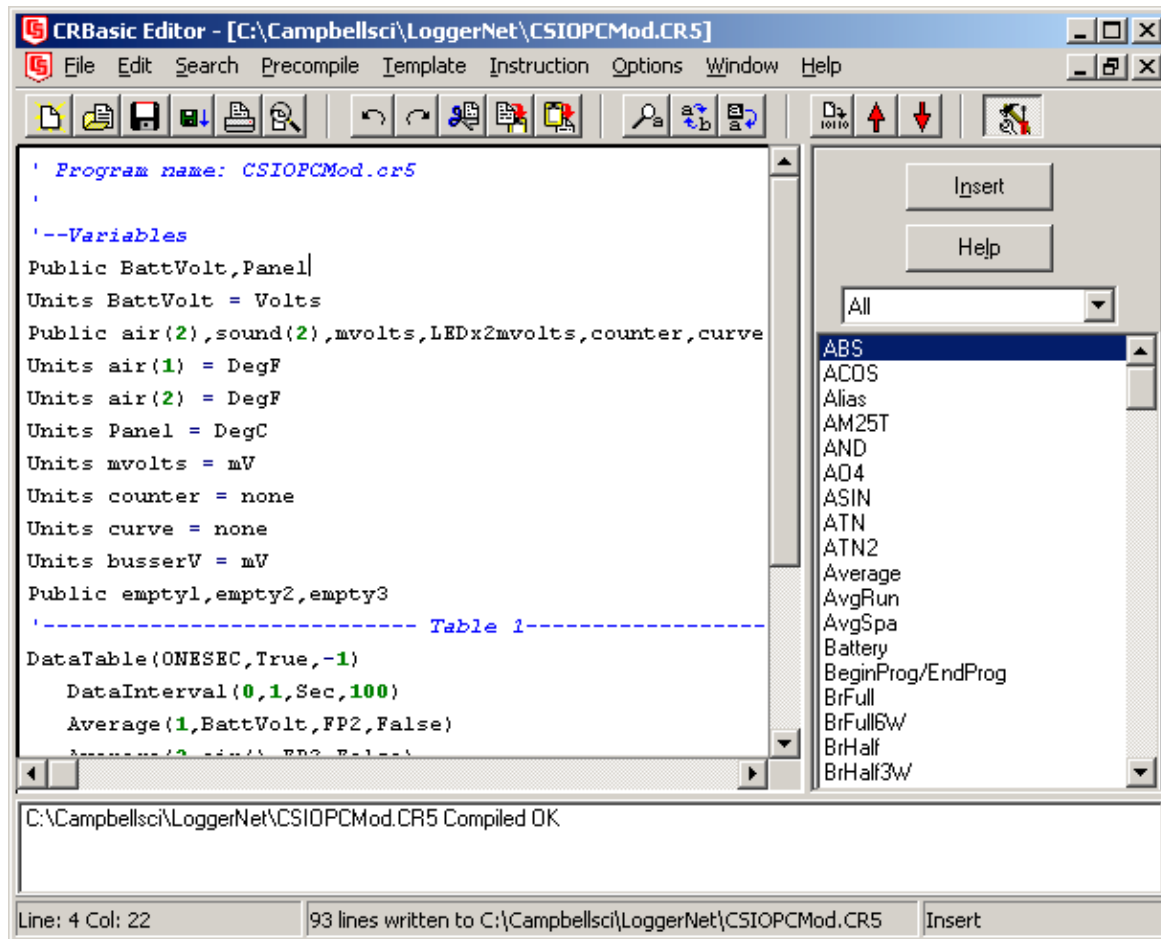 CRBasic Editor - [C:\Campbellsci\LoggerNet\CSIOPCMod.CR5]
File Edit Search Precompile Template Instruction Options Window Help
' Program name: CSIOPCMod.cr5
'
'--Variables
Public BattVolt,Panel
Units BattVolt = Volts
Public air(2),sound(2),mvolts,LEDx2mvolts,counter,curve
Units air(1) = DegF
Units air(2) = DegF
Units Panel = DegC
Units mvolts = mV
Units counter = none
Units curve = none
Units busserV = mV
Public empty1,empty2,empty3
'---------------------------- Table 1------------------
DataTable(ONESEC,True,-1)
DataInterval(0,1,Sec,100)
Average(1,BattVolt,FP2,False)
Insert
Help
All
ABS
ACOS
Alias
AM25T
AND
AO4
ASIN
ATN
ATN2
Average
AvgRun
AvgSpa
Battery
BeginProg/EndProg
BrFull
BrFull6W
BrHalf
BrHalf3W
C:\Campbellsci\LoggerNet\CSIOPCMod.CR5 Compiled OK
Line: 4 Col: 22
93 lines written to C:\Campbellsci\LoggerNet\CSIOPCMod.CR5
Insert